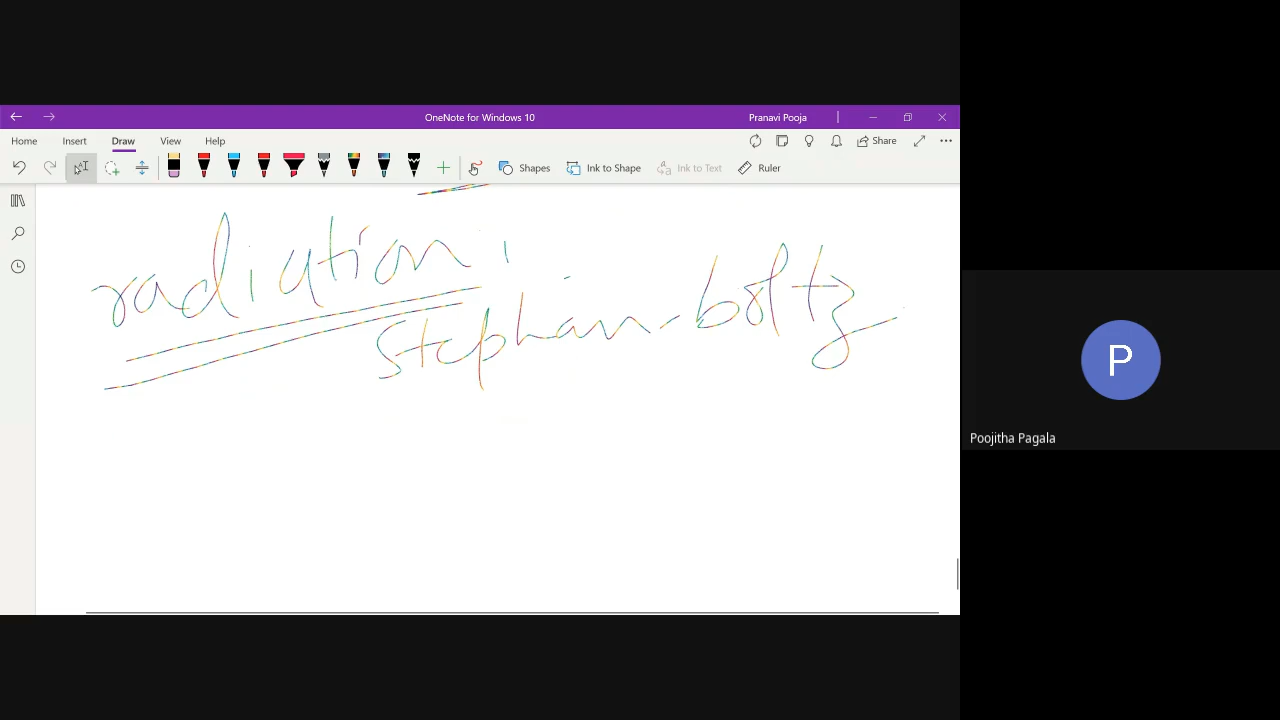 OneNote for Windows 10
Pranavi Pooja
Home Insert Draw View Help
Share
Shapes Ink to Shape Ink to Text Ruler
radiation :
stephan-boltz
P
Poojitha Pagala